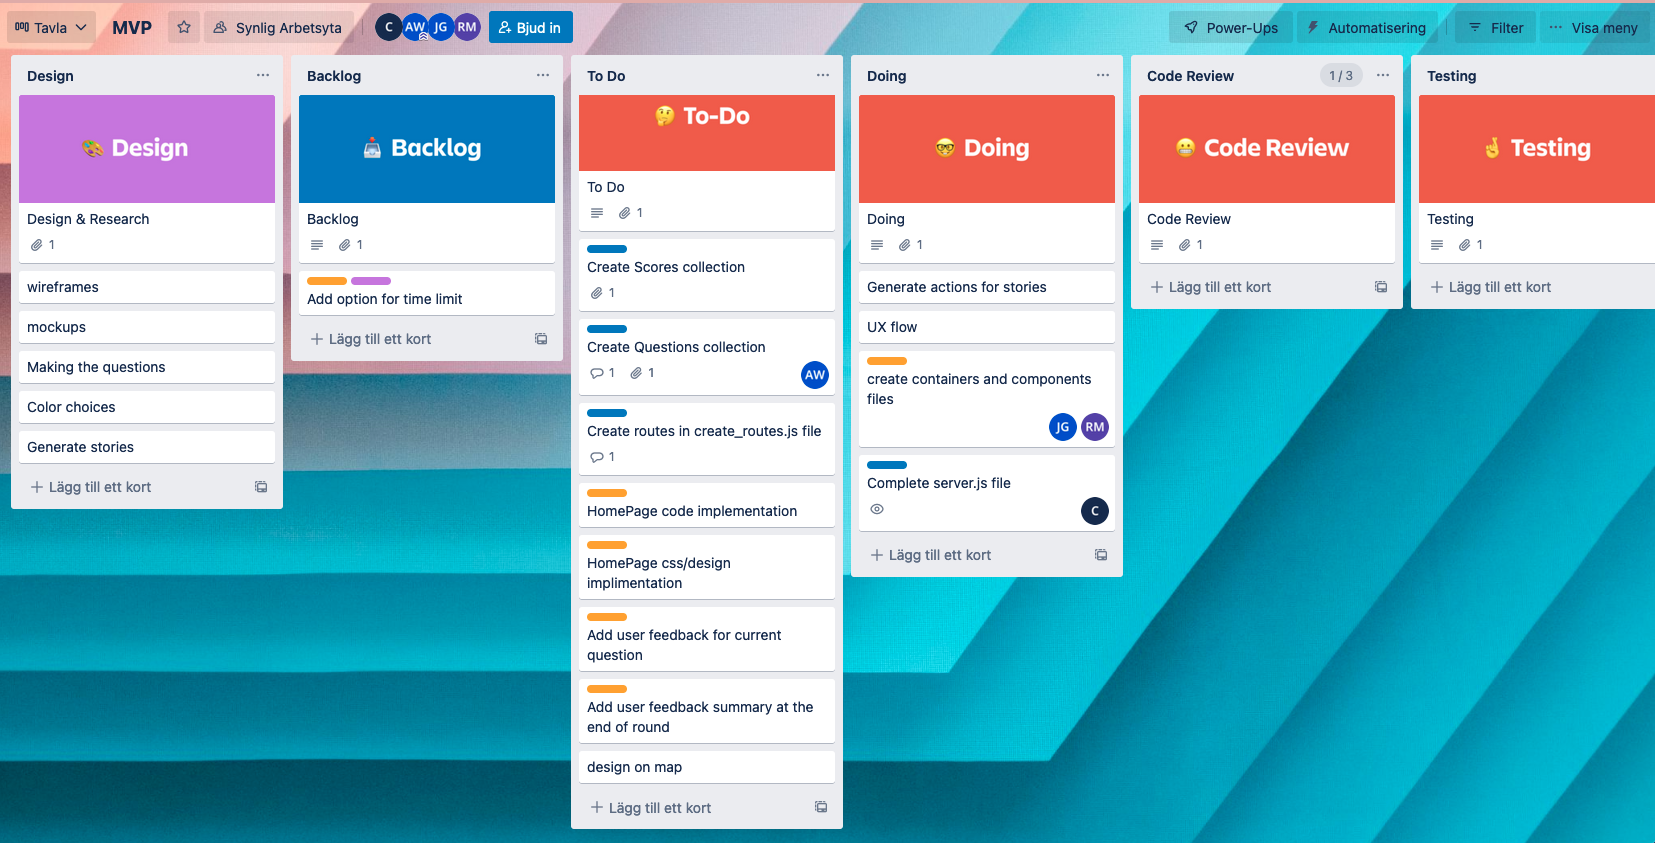 Tavla
MVP
Synlig Arbetsyta
C
AW
JG
RM
Bjud in
Power-Ups
Automatisering
Filter
Visa meny
Design
Design
Design & Research
1
wireframes
mockups
Making the questions
Color choices
Generate stories
Lägg till ett kort
Backlog
Backlog
Backlog
1
Add option for time limit
Lägg till ett kort
To Do
To-Do
To Do
1
Create Scores collection
1
Create Questions collection
1
1
AW
Create routes in create_routes.js file
1
HomePage code implementation
HomePage css/design
implimentation
Add user feedback for current
question
Add user feedback summary at the
end of round
design on map
Lägg till ett kort
Doing
Doing
Doing
1
Generate actions for stories
UX flow
create containers and components
files
JG
RM
Complete server.js file
C
Lägg till ett kort
Code Review
1 / 3
Code Review
Code Review
1
Lägg till ett kort
Testing
Testing
Testing
1
Lägg till ett kort